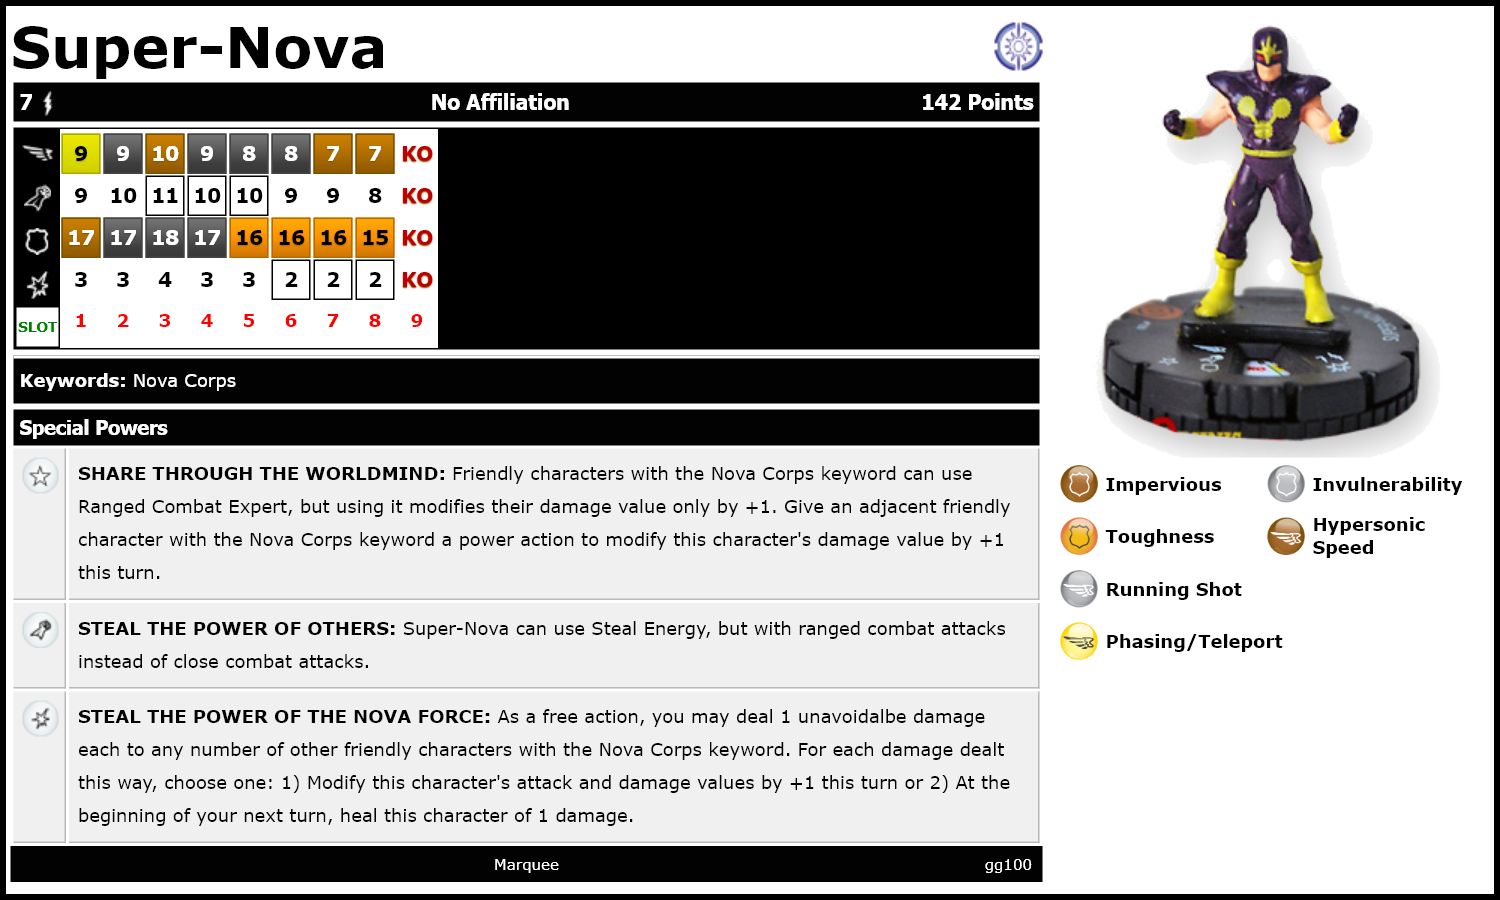 Super-Nova
7 No Affiliation 142 Points
9 9 10 9 8 8 7 7 KO
9 10 11 10 10 9 9 8 KO
17 17 18 17 16 16 16 15 KO
3 3 4 3 3 2 2 2 KO
SLOT 1 2 3 4 5 6 7 8 9
Keywords: Nova Corps
Special Powers
SHARE THROUGH THE WORLDMIND: Friendly characters with the Nova Corps keyword can use
Ranged Combat Expert, but using it modifies their damage value only by +1. Give an adjacent friendly
character with the Nova Corps keyword a power action to modify this character's damage value by +1
this turn.
STEAL THE POWER OF OTHERS: Super-Nova can use Steal Energy, but with ranged combat attacks
instead of close combat attacks.
STEAL THE POWER OF THE NOVA FORCE: As a free action, you may deal 1 unavoidalbe damage
each to any number of other friendly characters with the Nova Corps keyword. For each damage dealt
this way, choose one: 1) Modify this character's attack and damage values by +1 this turn or 2) At the
beginning of your next turn, heal this character of 1 damage.
Marquee gg100
Impervious Invulnerability
Toughness Hypersonic
Speed
Running Shot
Phasing/Teleport